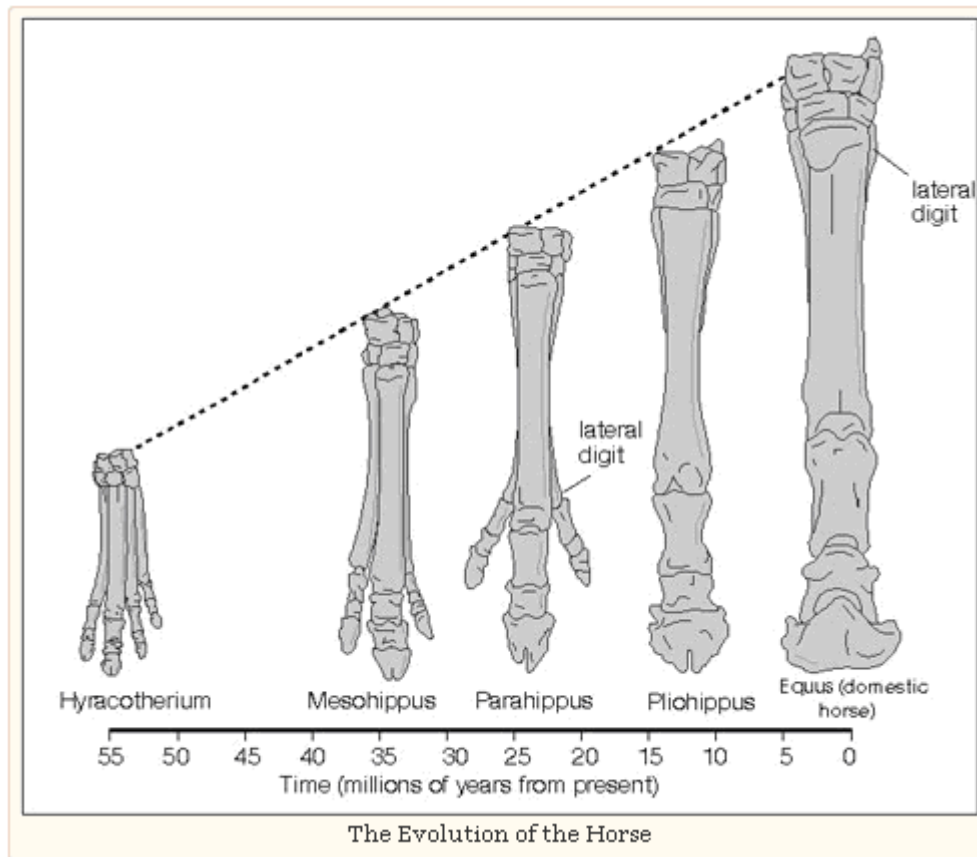 lateral
digit
lateral
digit
Hyracotherium
Mesohippus
Parahippus
Pliohippus
Equus (domestic
horse)
55 50 45 40 35 30 25 20 15 10 5 0
Time (millions of years from present)
The Evolution of the Horse